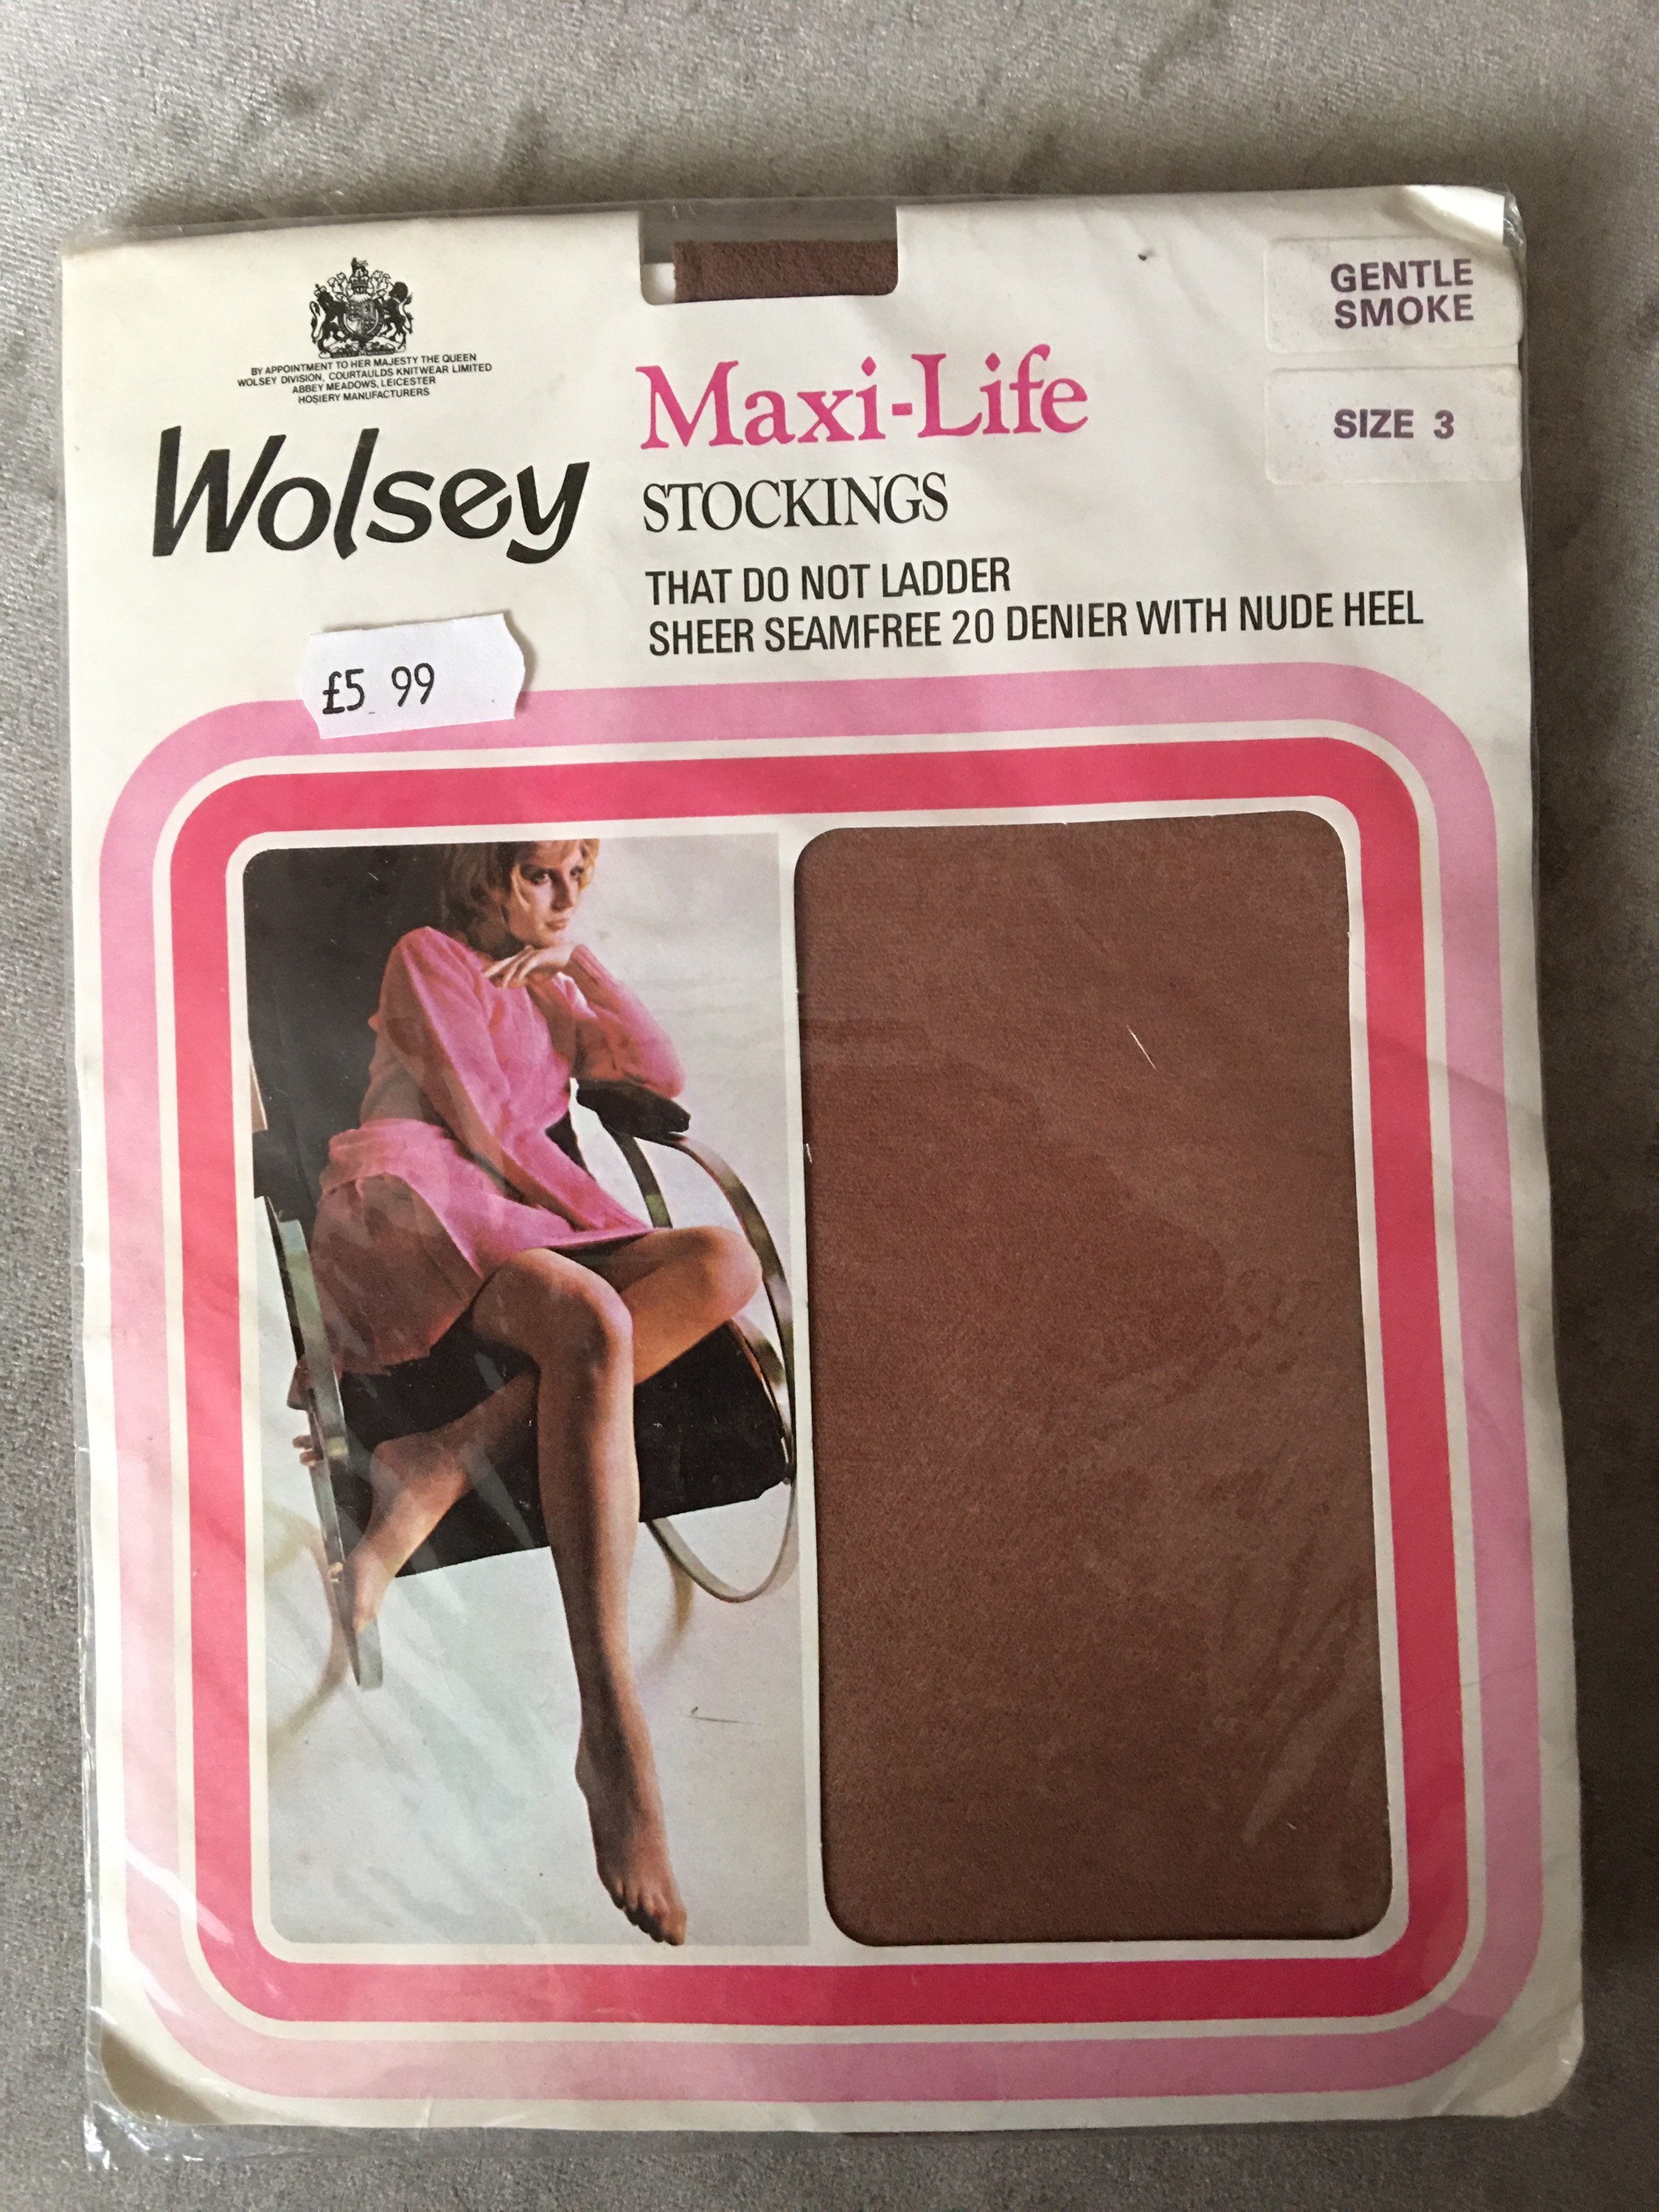 BY APPOINTMENT TO HER MAJESTY THE QUEEN
WOLSEY DIVISION, COURTAULDS KNITWEAR LIMITED
ABBEY MEADOWS, LEICESTER
HOSIERY MANUFACTURERS
Wolsey
Maxi-Life
STOCKINGS
THAT DO NOT LADDER
SHEER SEAMFREE 20 DENIER WITH NUDE HEEL
GENTLE
SMOKE
SIZE 3
£5 99